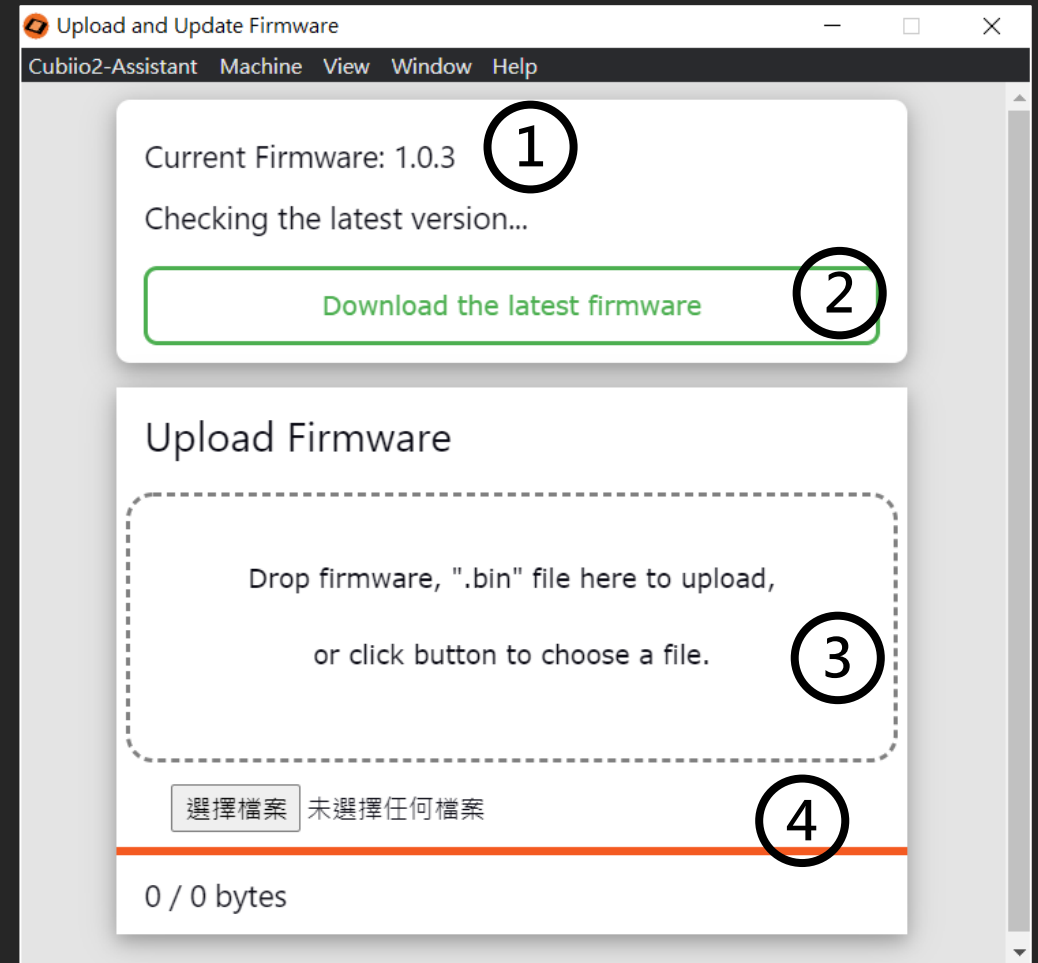 Upload and Update Firmware
Cubiio2-Assistant Machine View Window Help
Current Firmware: 1.0.3
1
Checking the latest version...
Download the latest firmware
2
Upload Firmware
Drop firmware, ".bin" file here to upload,
or click button to choose a file.
3
選擇檔案 未選擇任何檔案
4
0 / 0 bytes